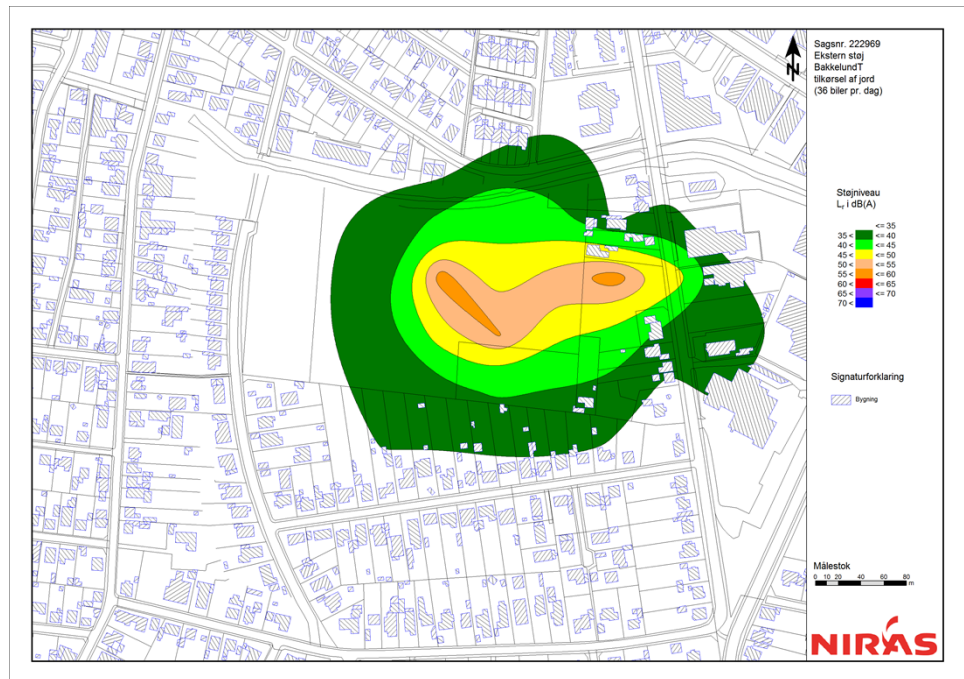 Sagsnr. 222969
Ekstern støj
BakkelundT
tilkørsel af jord
(36 biler pr. dag)
N
Støjniveau
Lr i dB(A)
<= 35
35 < <= 40
40 < <= 45
45 < <= 50
50 < <= 55
55 < <= 60
60 < <= 65
65 < <= 70
70 <
Signaturforklaring
Bygning
Målestok
0 10 20 40 60 80
m
NIRÁS